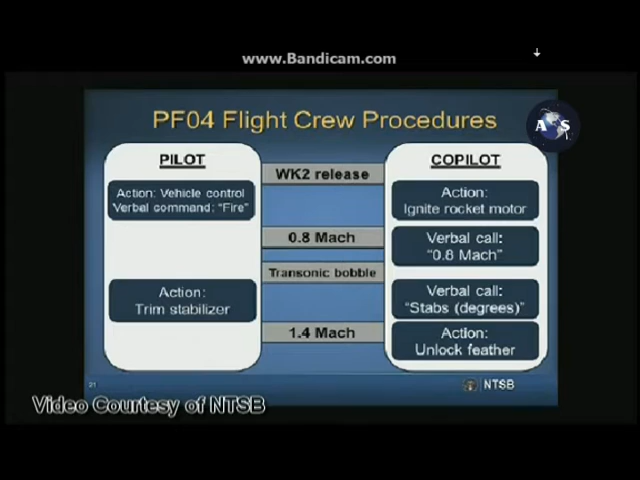 www.Bandicam.com
PF04 Flight Crew Procedures
A S
PILOT
Action: Vehicle control
Verbal command: "Fire"
Action:
Trim stabilizer
WK2 release
0.8 Mach
Transonic bobble
1.4 Mach
COPILOT
Action:
Ignite rocket motor
Verbal call:
"0.8 Mach"
Verbal call:
"Stabs (degrees)"
Action:
Unlock feather
21
NTSB
Video Courtesy of NTSB